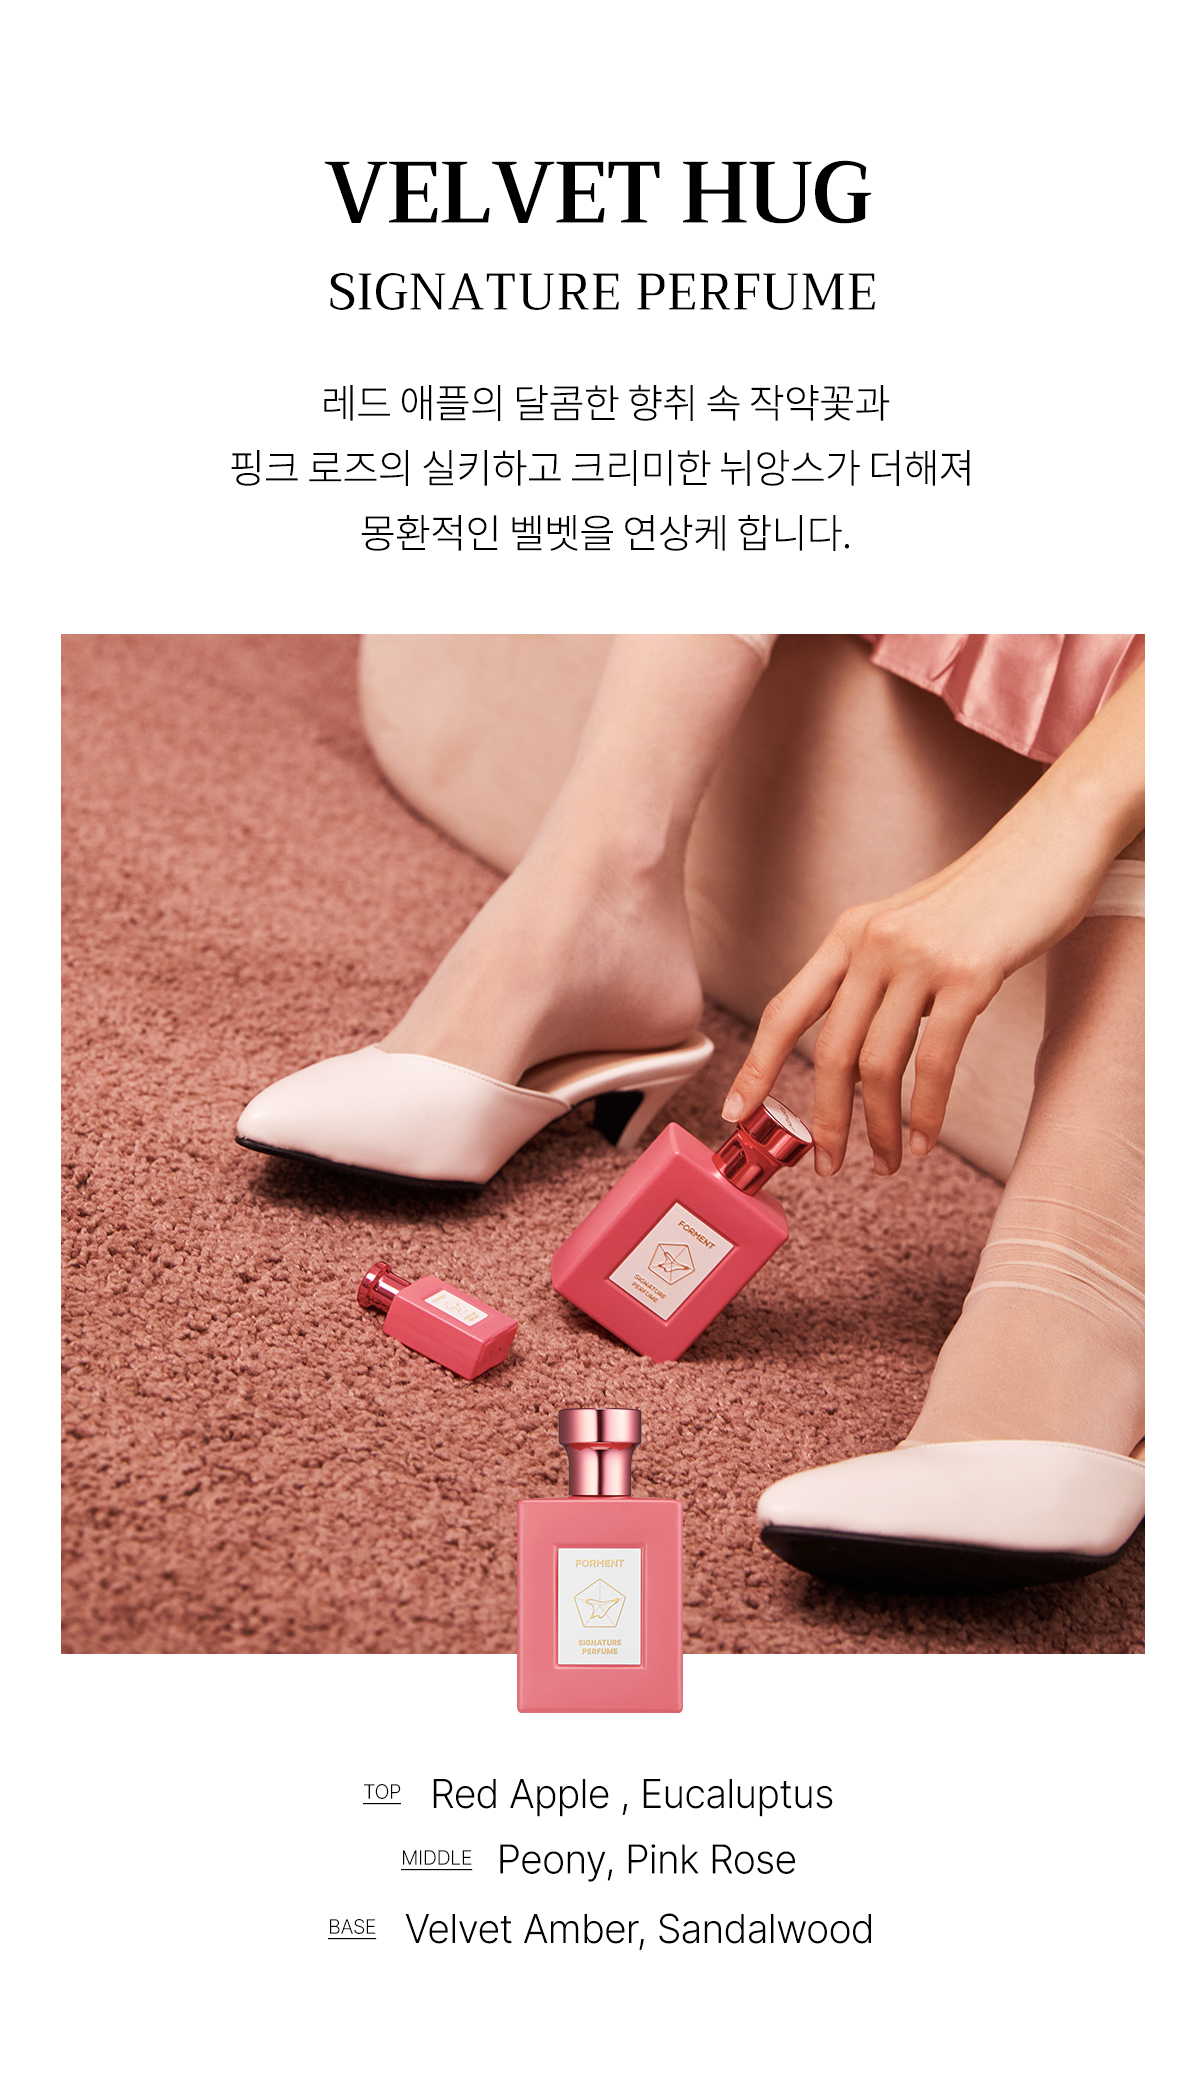 VELVET HUG
SIGNATURE PERFUME
레드 애플의 달콤한 향취 속 작약꽃과
핑크 로즈의 실키하고 크리미한 뉘앙스가 더해져
몽환적인 벨벳을 연상케 합니다.
FORMENT
SIGNATURE
PERFUME
FORMENT
SIGNATURE
PERFUME
TOP Red Apple , Eucaluptus
MIDDLE Peony, Pink Rose
BASE Velvet Amber, Sandalwood